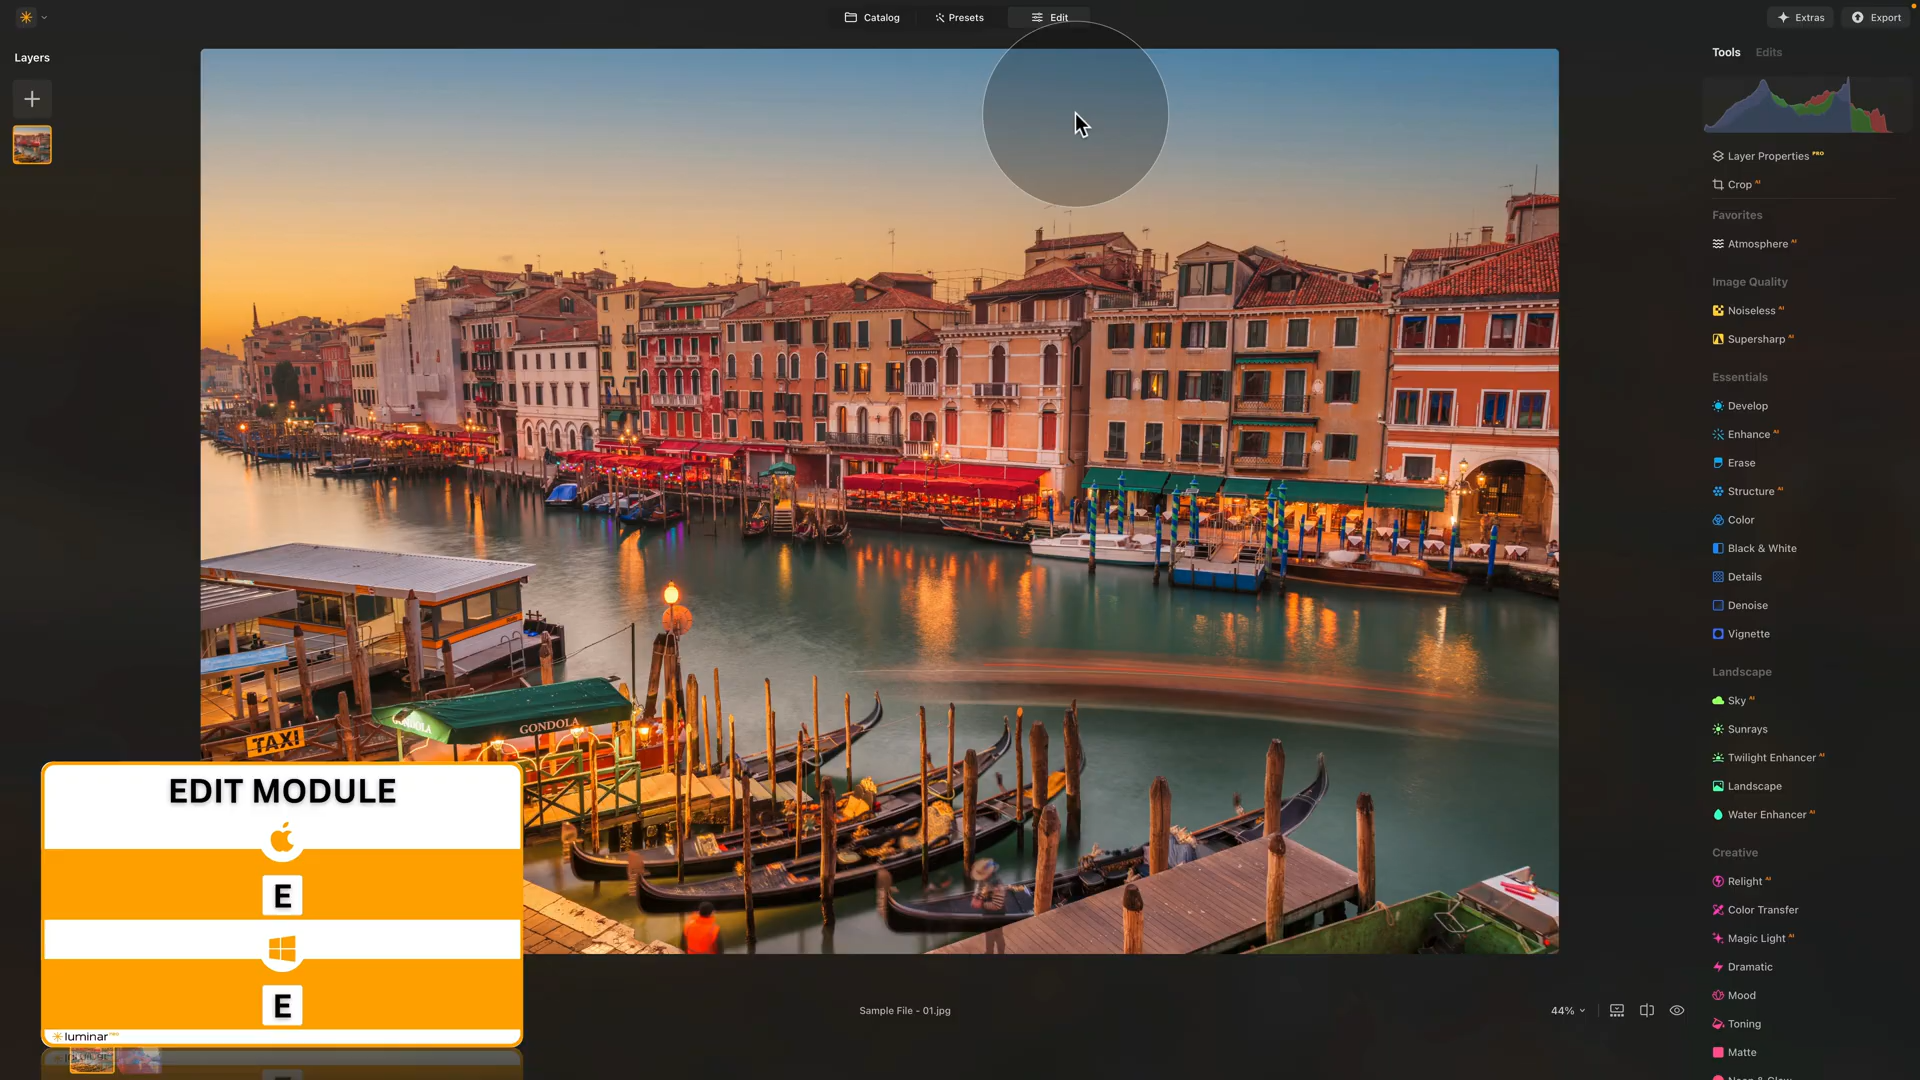 Catalog
Presets
Edit
Extras
Export
Layers
Tools
Edits
Layer Properties PRO
Crop AI
Favorites
Atmosphere AI
Image Quality
Noiseless AI
Supersharp AI
Essentials
Develop
Enhance AI
Erase
Structure AI
Color
Black & White
Details
Denoise
Vignette
Landscape
Sky AI
Sunrays
Twilight Enhancer AI
Landscape
Water Enhancer AI
Creative
Relight AI
Color Transfer
Magic Light AI
Dramatic
Mood
Toning
Matte
GONDOLA
GONDOLA
TAXI
EDIT MODULE
E
E
luminar
Sample File - 01.jpg
44%